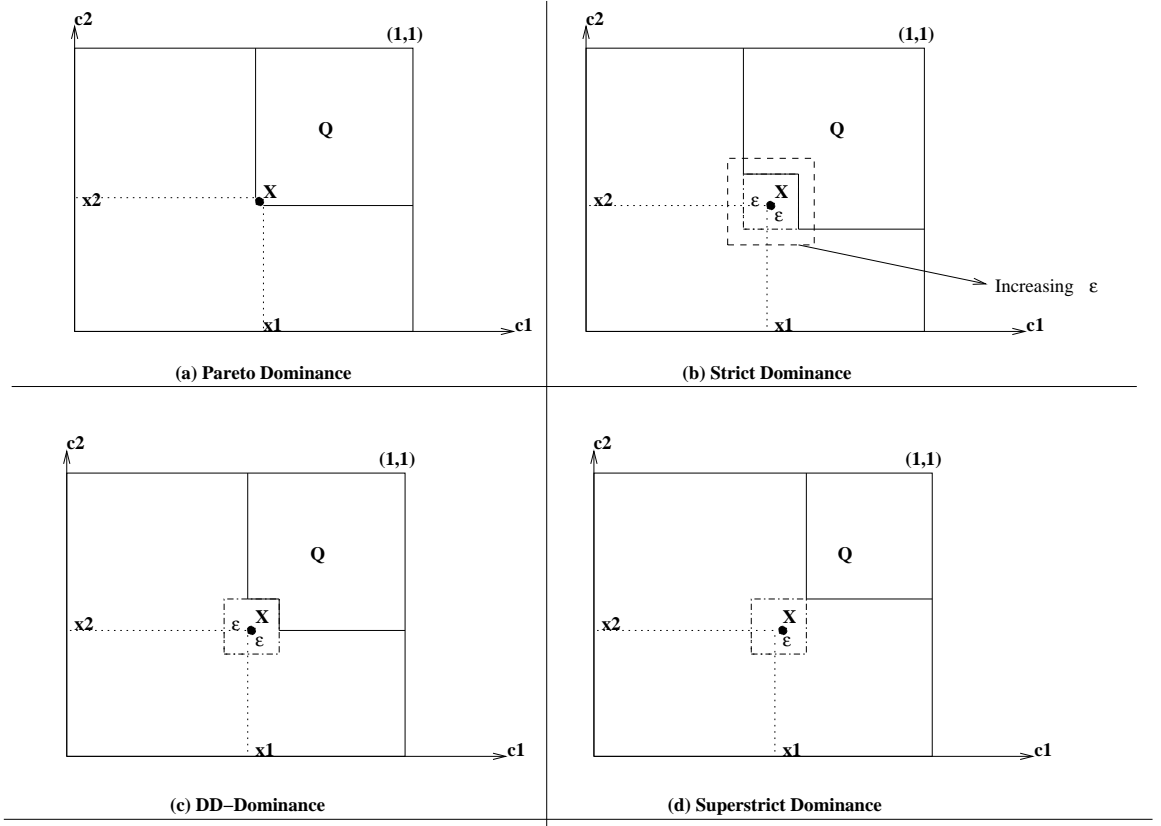 c2
(1,1)
Q
X
x2
x1
c1
(a) Pareto Dominance
c2
(1,1)
Q
X
x2
ε
ε
Increasing ε
x1
c1
(b) Strict Dominance
c2
(1,1)
Q
X
x2
ε
ε
x1
c1
(c) DD−Dominance
c2
(1,1)
Q
X
x2
ε
x1
c1
(d) Superstrict Dominance